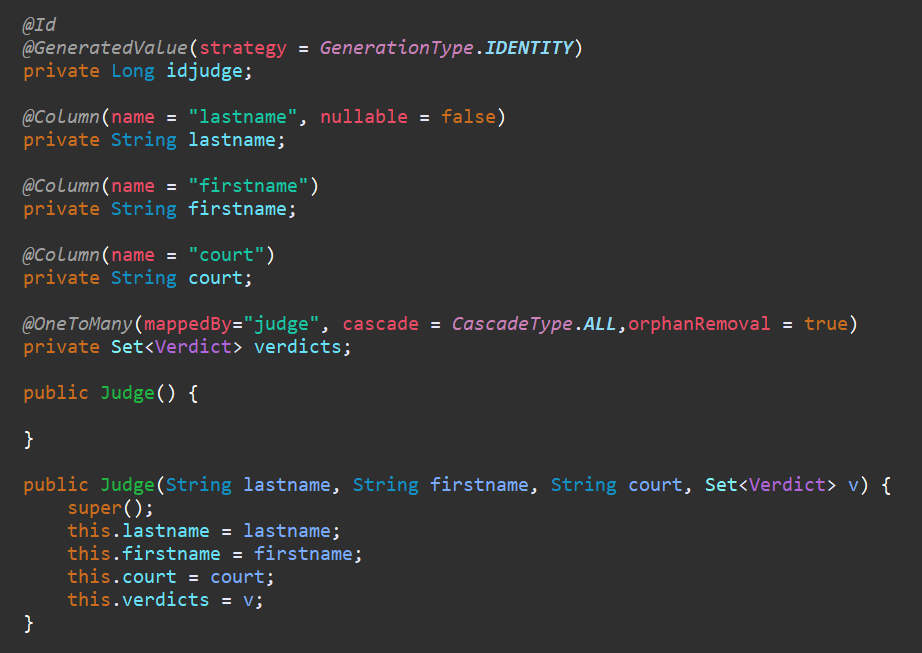 @Id
@GeneratedValue(strategy = GenerationType.IDENTITY)
private Long idjudge;
@Column(name = "lastname", nullable = false)
private String lastname;
@Column(name = "firstname")
private String firstname;
@Column(name = "court")
private String court;
@OneToMany(mappedBy="judge", cascade = CascadeType.ALL,orphanRemoval = true)
private Set<Verdict> verdicts;
public Judge() {
}
public Judge(String lastname, String firstname, String court, Set<Verdict> v) {
super();
this.lastname = lastname;
this.firstname = firstname;
this.court = court;
this.verdicts = v;
}